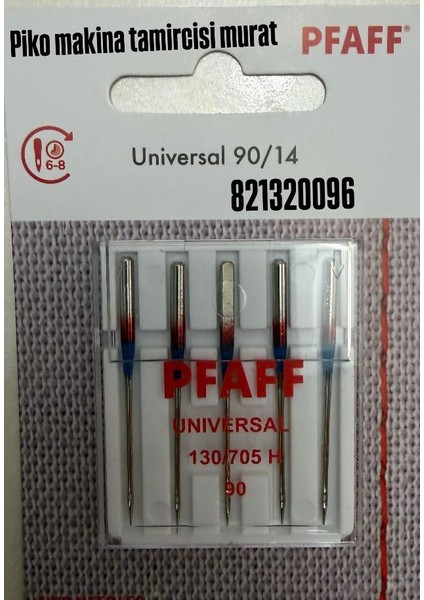 Piko makina tamircisi murat PFAFF®
6-8
Universal 90/14
821320096
PFAFF
UNIVERSAL
130/705 H
90